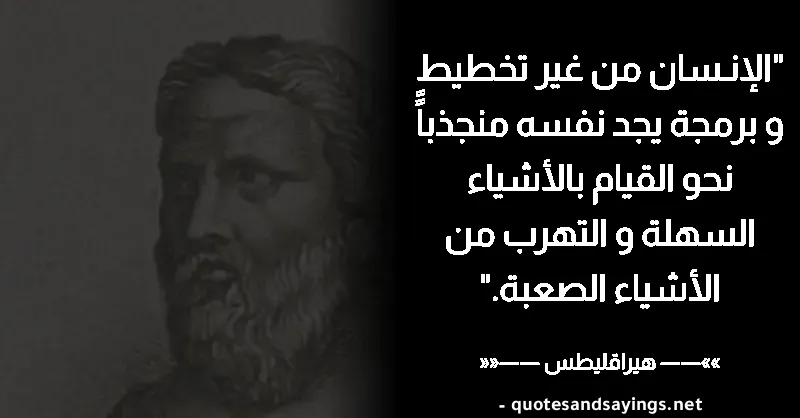 "الإنسان من غير تخطيط
و برمجة يجد نفسه منجذباًً
نحو القيام بالأشياء
السهلة و التهرب من
الأشياء الصعبة."
»»—— هيراقليطس ——««
- quotesandsayings.net